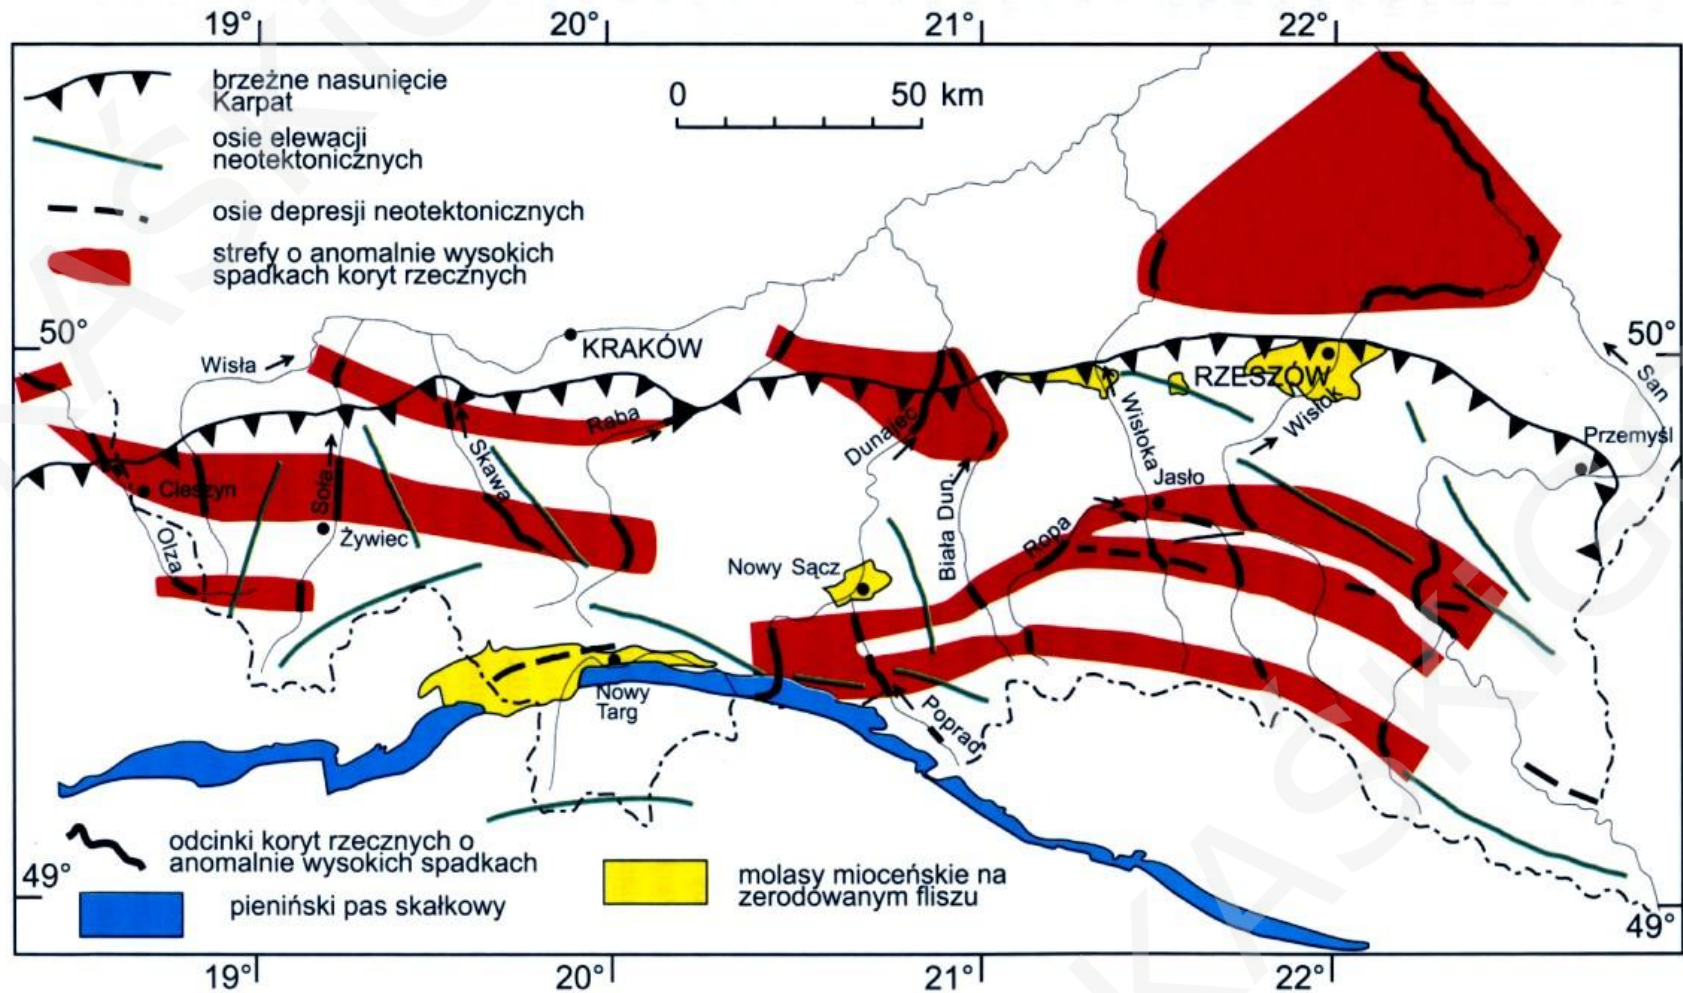 19° 20° 21° 22°
brzeżne nasunięcie
Karpat
0 50 km
osie elewacji
neotektonicznych
osie depresji neotektonicznych
strefy o anomalnie wysokich
spadkach koryt rzecznych
50° 50°
Wisła
KRAKÓW
RZESZÓW
San
Raba
Dunajec
Wisłoka
Wisłok
Przemyśl
Skawa
Soła
Cieszyn
Jasło
Olza
Żywiec
Biała Dun.
Ropa
Nowy Sącz
Nowy
Targ
Poprad
odcinki koryt rzecznych o
anomalnie wysokich spadkach
49°
pieniński pas skałkowy
molasy mioceńskie na
zerodowanym fliszu
49°
19° 20° 21° 22°